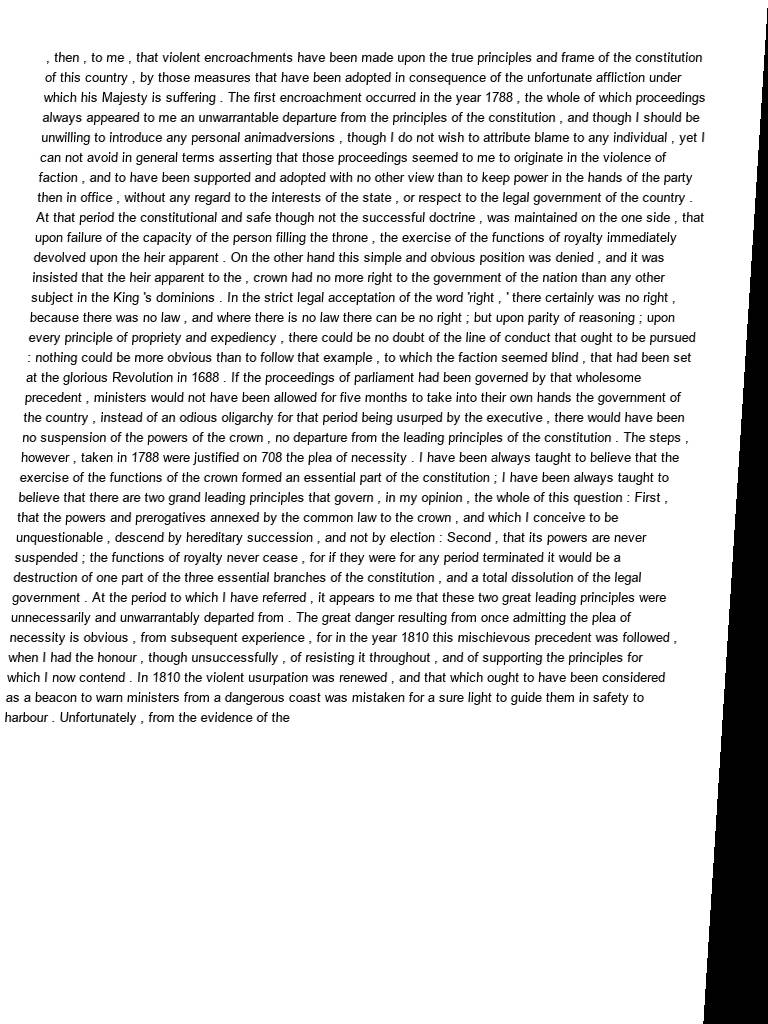 , then , to me , that violent encroachments have been made upon the true principles and frame of the constitution
of this country , by those measures that have been adopted in consequence of the unfortunate affliction under
which his Majesty is suffering . The first encroachment occurred in the year 1788 , the whole of which proceedings
always appeared to me an unwarrantable departure from the principles of the constitution , and though I should be
unwilling to introduce any personal animadversions , though I do not wish to attribute blame to any individual , yet I
can not avoid in general terms asserting that those proceedings seemed to me to originate in the violence of
faction , and to have been supported and adopted with no other view than to keep power in the hands of the party
then in office , without any regard to the interests of the state , or respect to the legal government of the country .
At that period the constitutional and safe though not the successful doctrine , was maintained on the one side , that
upon failure of the capacity of the person filling the throne , the exercise of the functions of royalty immediately
devolved upon the heir apparent . On the other hand this simple and obvious position was denied , and it was
insisted that the heir apparent to the , crown had no more right to the government of the nation than any other
subject in the King 's dominions . In the strict legal acceptation of the word 'right , ' there certainly was no right ,
because there was no law , and where there is no law there can be no right ; but upon parity of reasoning ; upon
every principle of propriety and expediency , there could be no doubt of the line of conduct that ought to be pursued
: nothing could be more obvious than to follow that example , to which the faction seemed blind , that had been set
at the glorious Revolution in 1688 . If the proceedings of parliament had been governed by that wholesome
precedent , ministers would not have been allowed for five months to take into their own hands the government of
the country , instead of an odious oligarchy for that period being usurped by the executive , there would have been
no suspension of the powers of the crown , no departure from the leading principles of the constitution . The steps ,
however , taken in 1788 were justified on 708 the plea of necessity . I have been always taught to believe that the
exercise of the functions of the crown formed an essential part of the constitution ; I have been always taught to
believe that there are two grand leading principles that govern , in my opinion , the whole of this question : First ,
that the powers and prerogatives annexed by the common law to the crown , and which I conceive to be
unquestionable , descend by hereditary succession , and not by election : Second , that its powers are never
suspended ; the functions of royalty never cease , for if they were for any period terminated it would be a
destruction of one part of the three essential branches of the constitution , and a total dissolution of the legal
government . At the period to which I have referred , it appears to me that these two great leading principles were
unnecessarily and unwarrantably departed from . The great danger resulting from once admitting the plea of
necessity is obvious , from subsequent experience , for in the year 1810 this mischievous precedent was followed ,
when I had the honour , though unsuccessfully , of resisting it throughout , and of supporting the principles for
which I now contend . In 1810 the violent usurpation was renewed , and that which ought to have been considered
as a beacon to warn ministers from a dangerous coast was mistaken for a sure light to guide them in safety to
harbour . Unfortunately , from the evidence of the